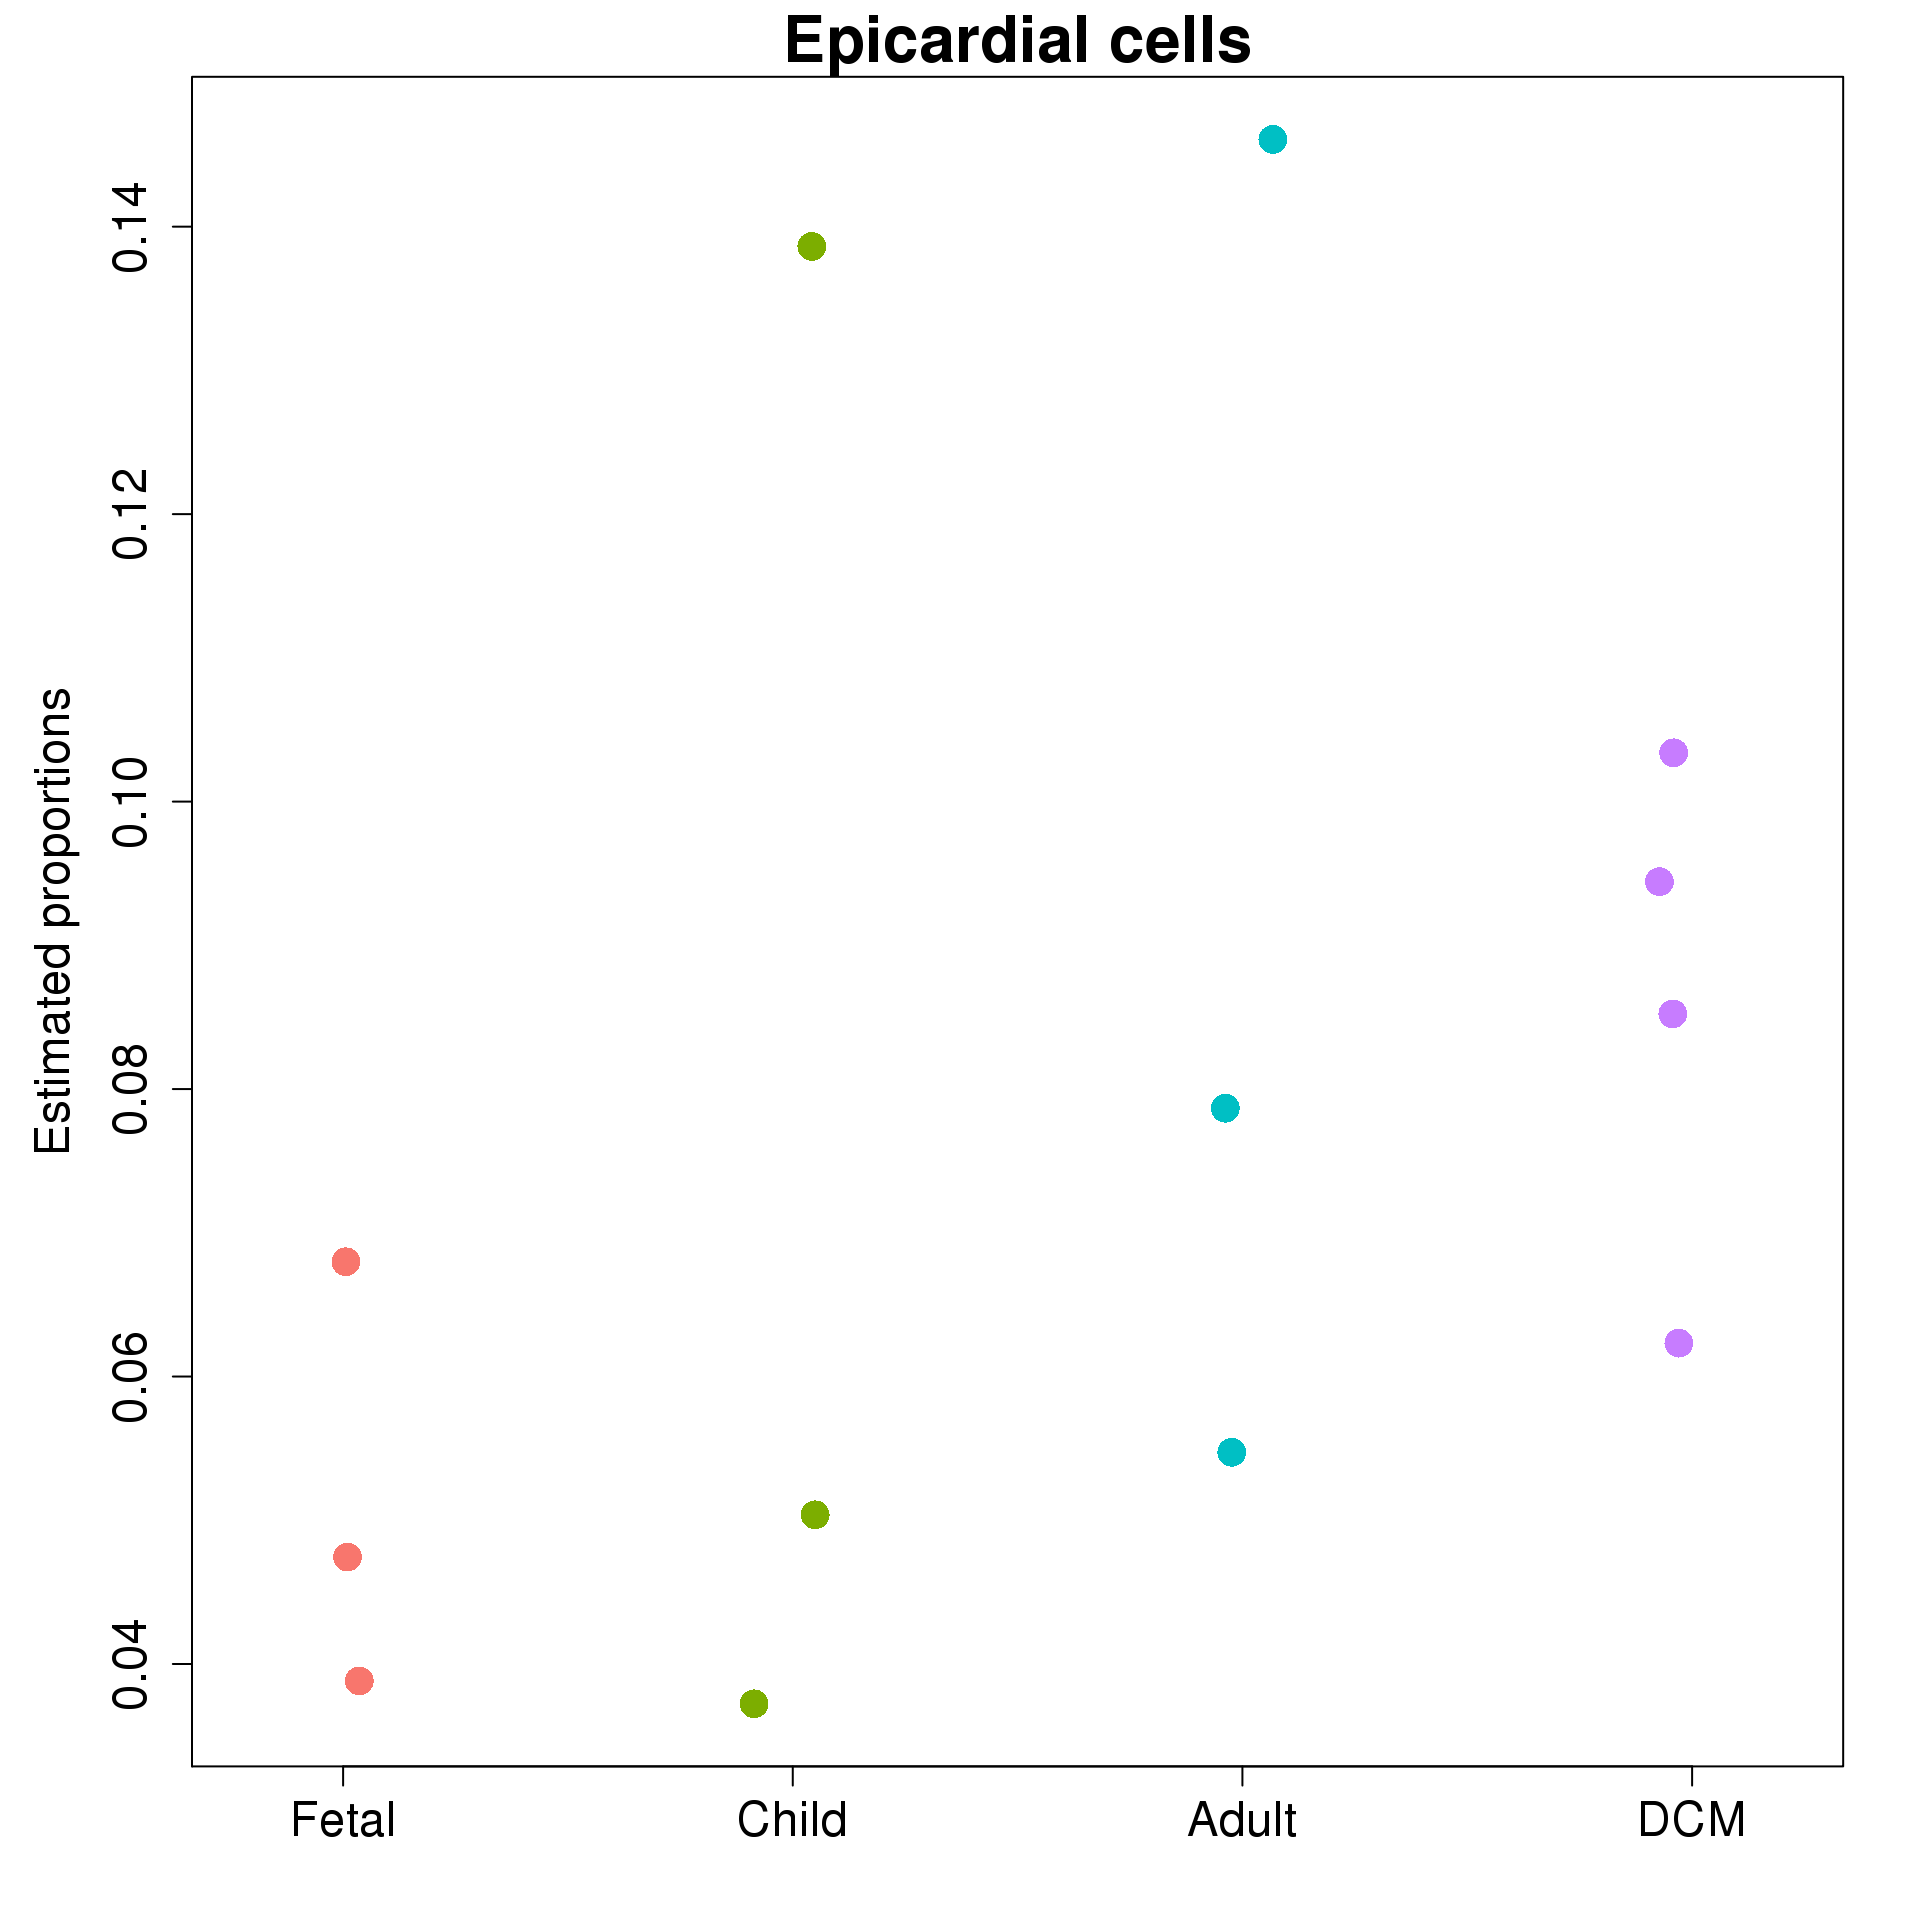 Epicardial cells
Estimated proportions
0.14
0.12
0.10
0.08
0.06
0.04
Fetal
Child
Adult
DCM